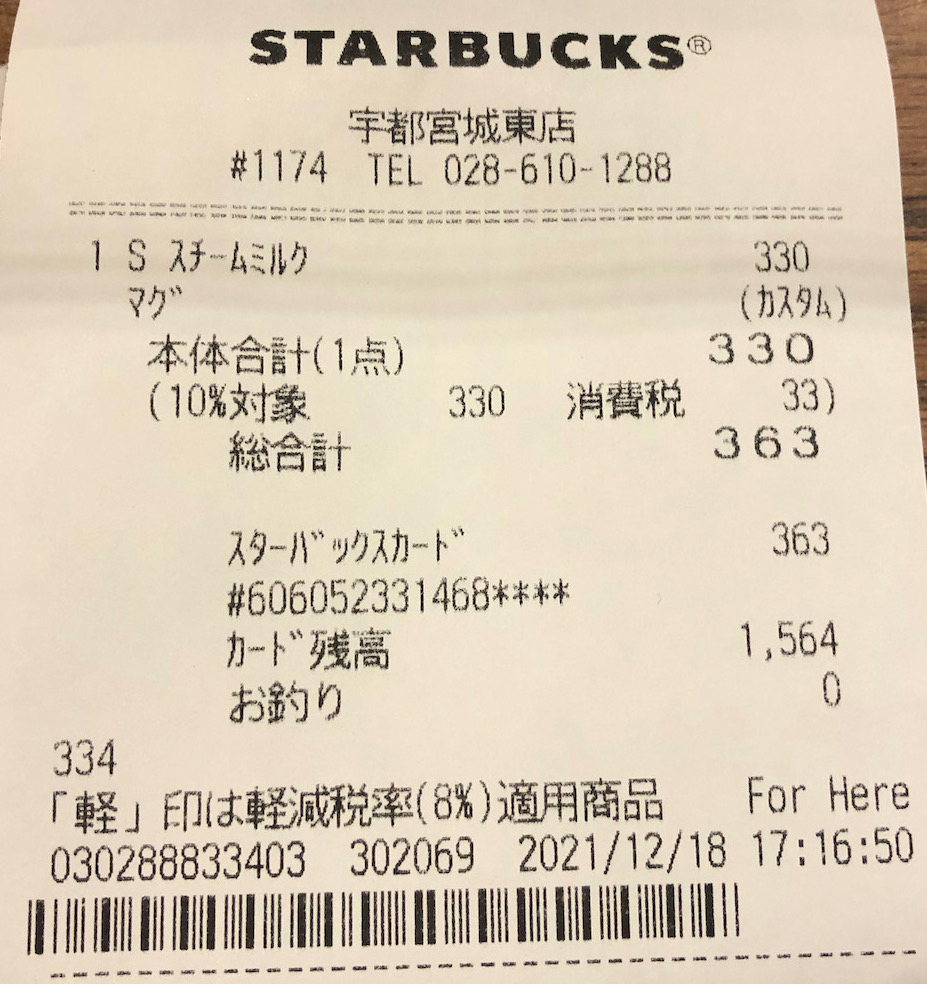 STARBUCKS®
宇都宮城東店
#1174 TEL 028-610-1288
1 S ｽﾁｰﾑﾐﾙｸ 330
ﾏｸﾞ (ｶｽﾀﾑ)
本体合計(1点) 330
(10%対象 330 消費税 33)
総合計 363
ｽﾀｰﾊﾞｯｸｽｶｰﾄﾞ 363
#606052331468****
ｶｰﾄﾞ残高 1,564
お釣り 0
334
「軽」印は軽減税率(8%)適用商品 For Here
030288833403 302069 2021/12/18 17:16:50